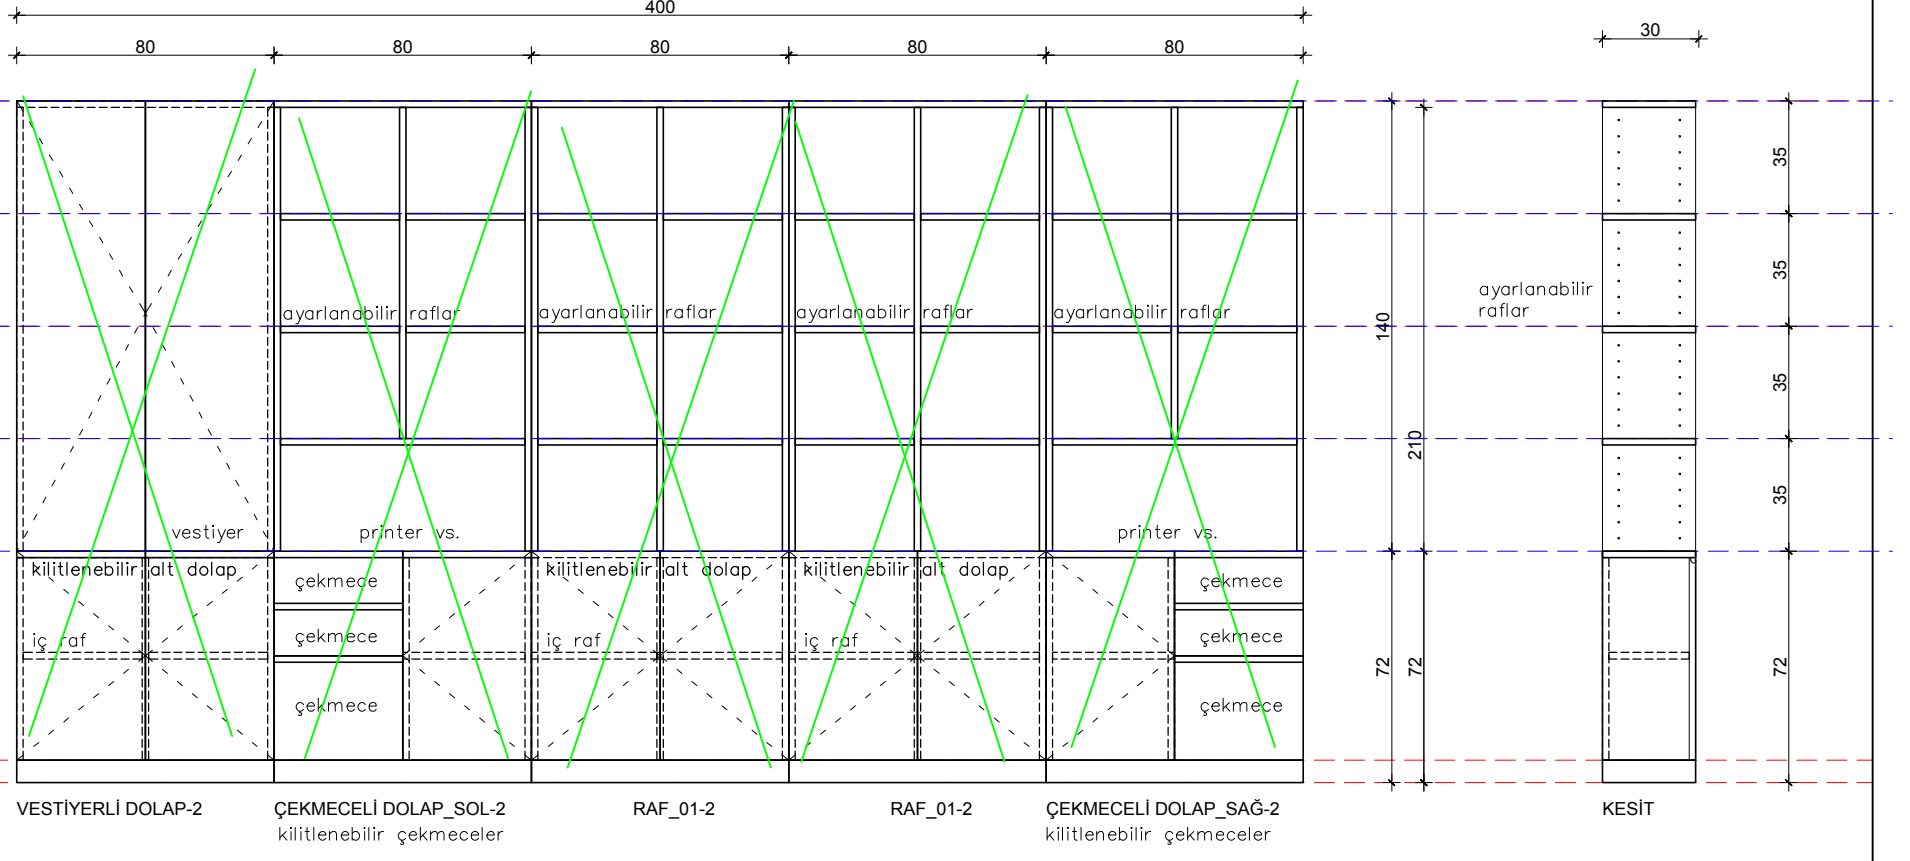 400
80 80 80 80 80 30
35
ayarlanabilir raflar ayarlanabilir raflar ayarlanabilir raflar ayarlanabilir raflar 140 ayarlanabilir
raflar
35
35
210
35
vestiyer printer vs. printer vs.
kilitlenebilir alt dolap çekmece kilitlenebilir alt dolap kilitlenebilir alt dolap çekmece
iç raf çekmece iç raf iç raf çekmece
72 72 72
çekmece çekmece
VESTİYERLİ DOLAP-2 ÇEKMECELİ DOLAP_SOL-2 RAF_01-2 RAF_01-2 ÇEKMECELİ DOLAP_SAĞ-2 KESİT
kilitlenebilir çekmeceler kilitlenebilir çekmeceler